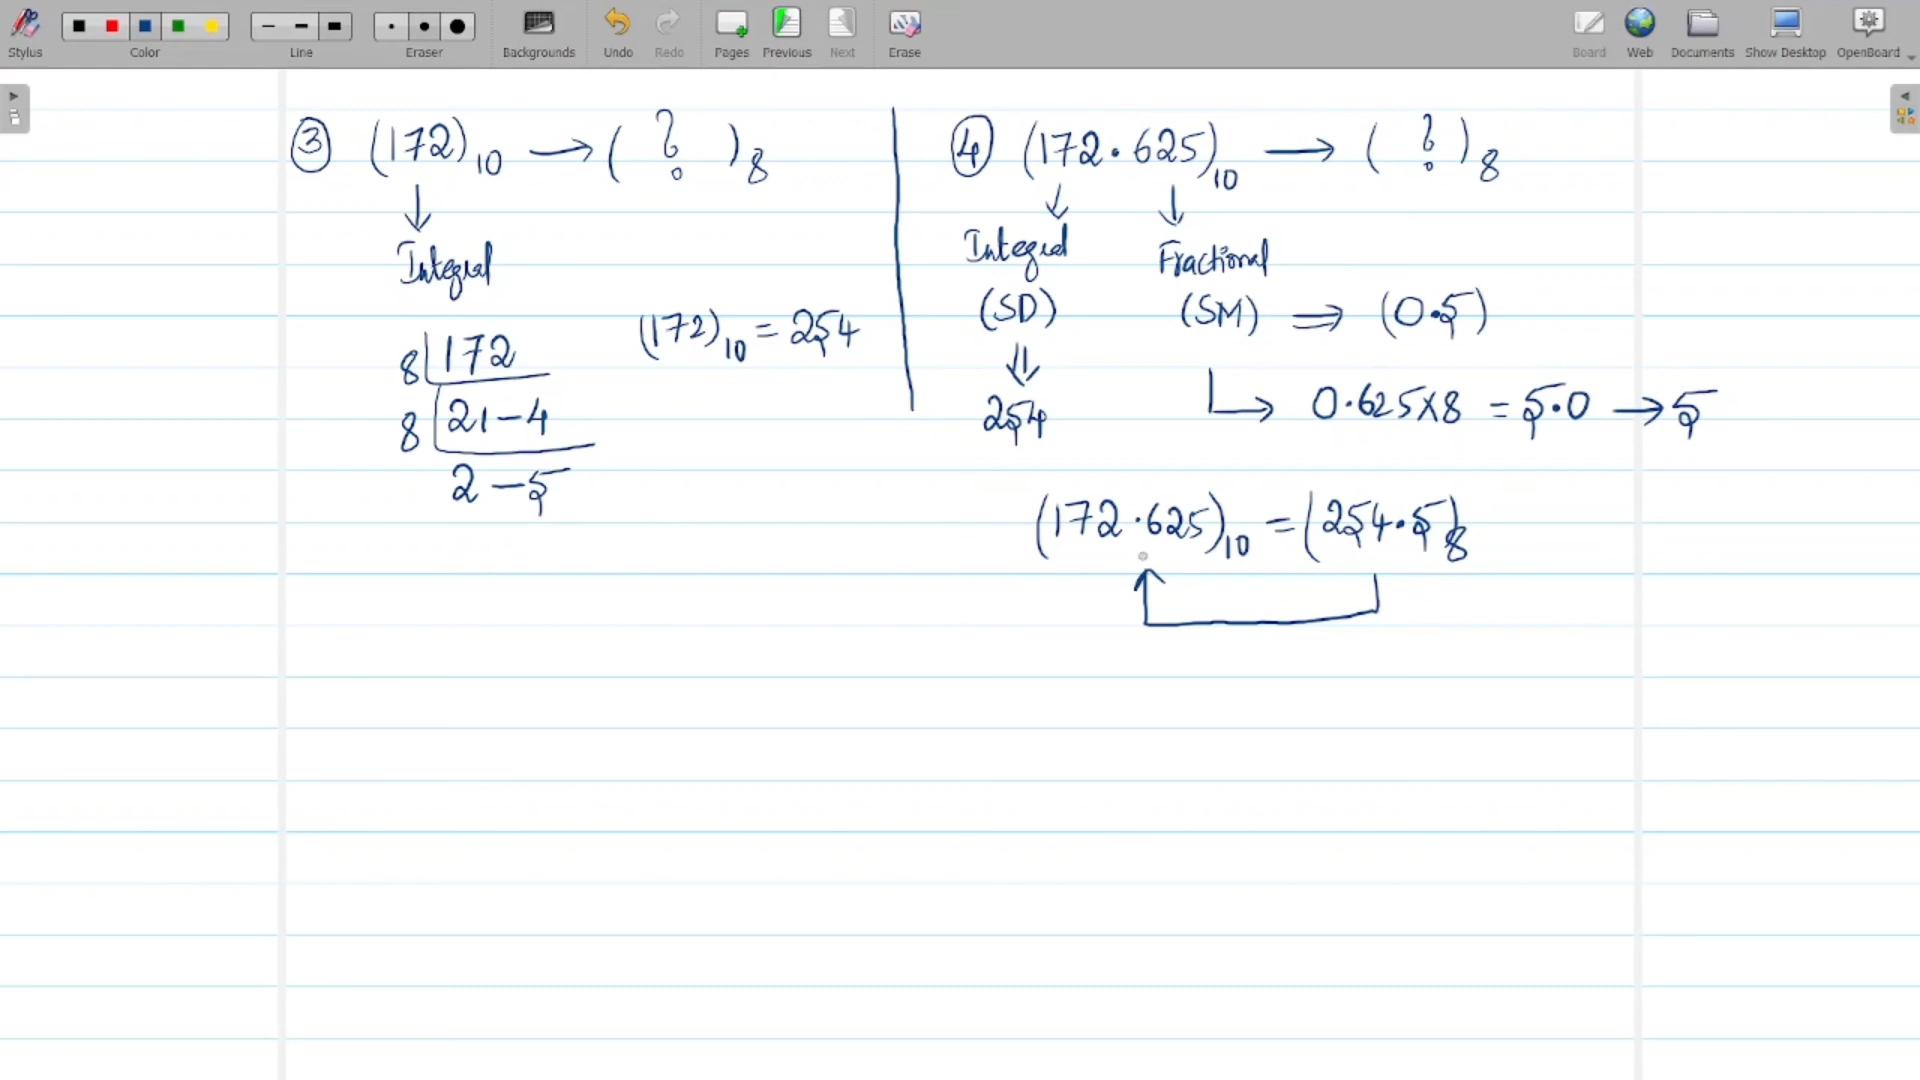 Stylus Color Line Eraser Backgrounds Undo Redo Pages Previous Next Erase Board Web Documents Show Desktop OpenBoard
③ (172)₁₀ → ( ? )₈
↓
Integral
8 | 172
8 | 21 – 4
2 – 5
(172)₁₀ = 254
④ (172.625)₁₀ → ( ? )₈
↓ ↓
Integral Fractional
(SD) (SM) ⇒ (0.5)
⇓
254
↳ 0.625×8 = 5.0 → 5
(172.625)₁₀ = (254.5)₈